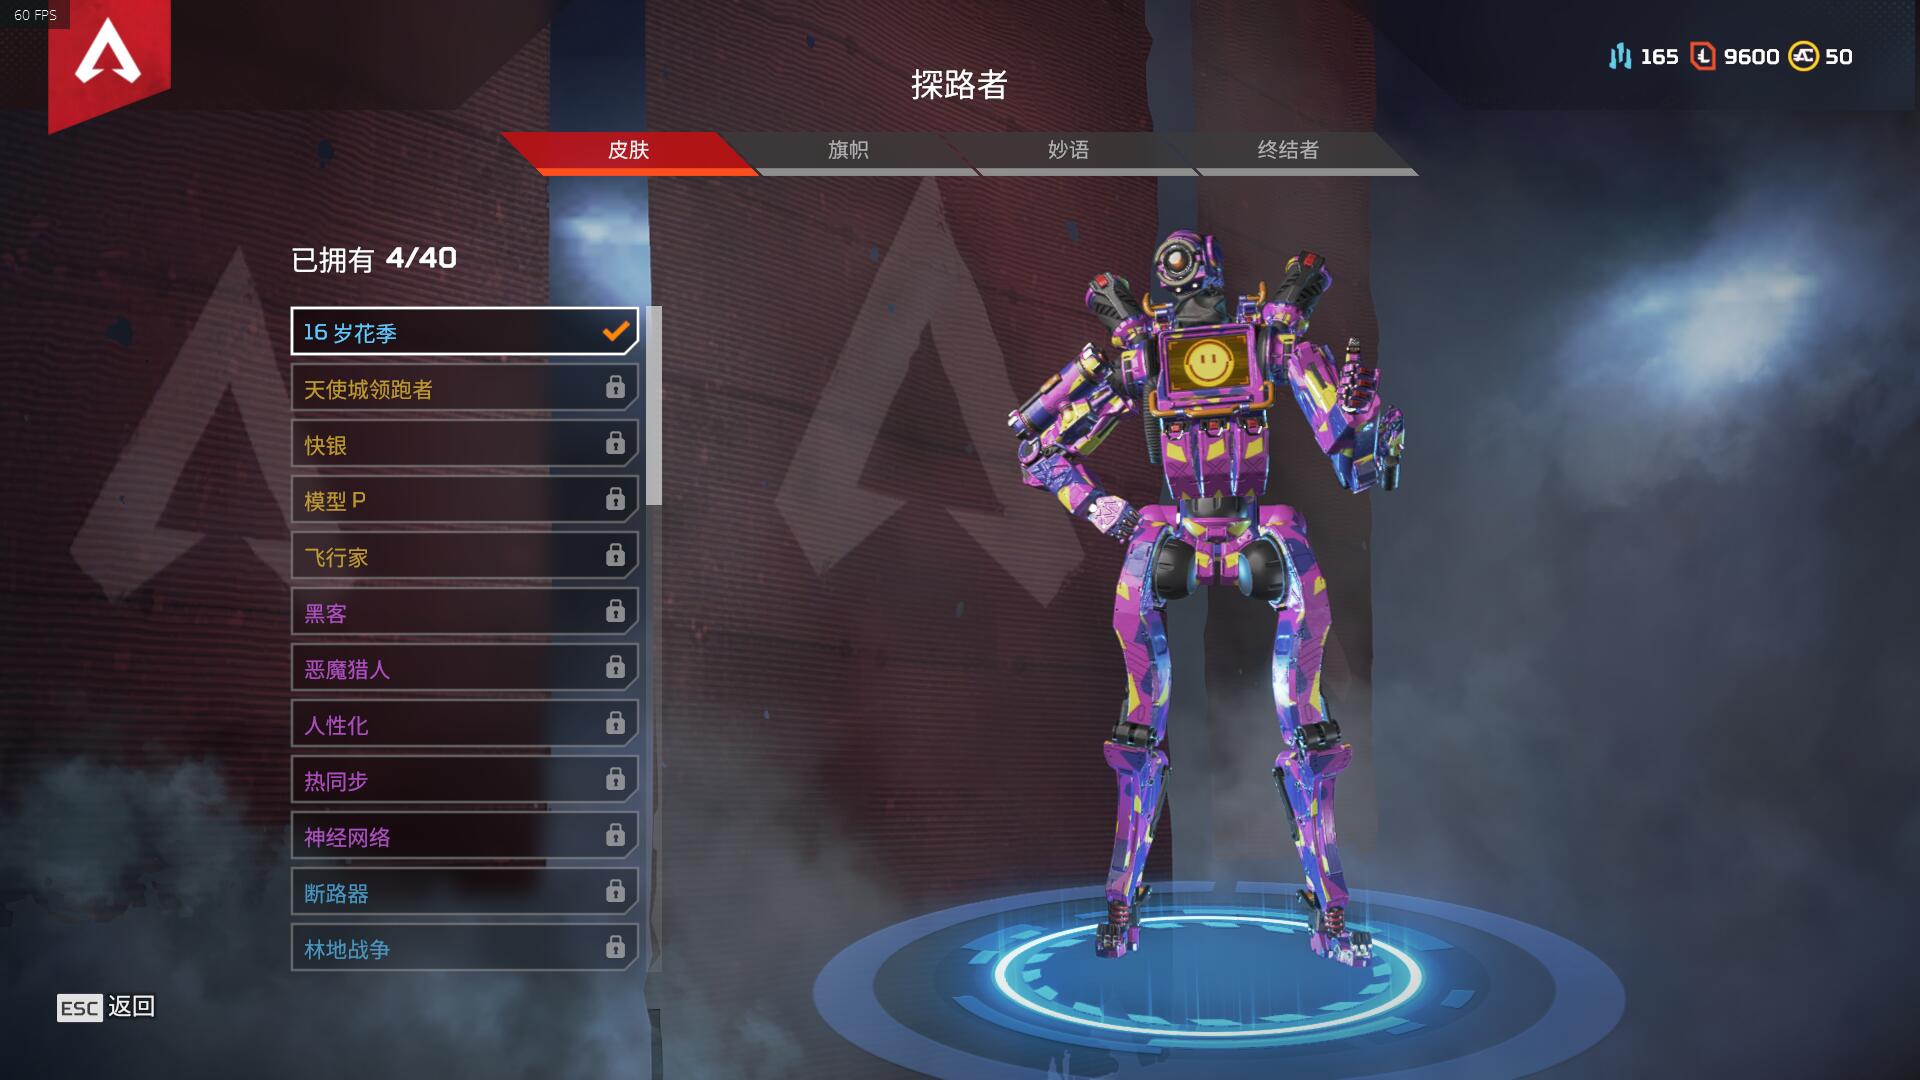 60 FPS
165 9600 50
探路者
皮肤 旗帜 妙语 终结者
已拥有 4/40
16 岁花季
天使城领跑者
快银
模型 P
飞行家
黑客
恶魔猎人
人性化
热同步
神经网络
断路器
林地战争
ESC 返回